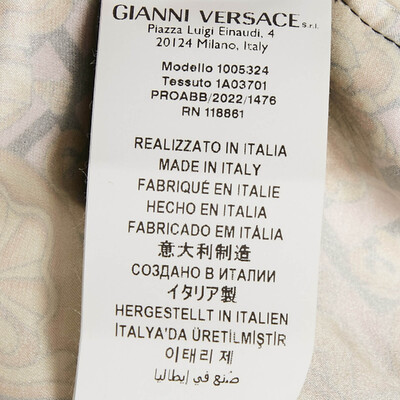 GIANNI VERSACE S.r.l.
Piazza Luigi Einaudi, 4
20124 Milano, Italy
Modello 1005324
Tessuto 1A03701
PROABB/2022/1476
RN 118661
REALIZZATO IN ITALIA
MADE IN ITALY
FABRIQUÉ EN ITALIE
HECHO EN ITALIA
FABRICADO EM ITÁLIA
意大利制造
СОЗДАНО В ИТАЛИИ
イタリア製
HERGESTELLT IN ITALIEN
İTALYA'DA ÜRETİLMİŞTİR
이태리 제
صنع في إيطاليا